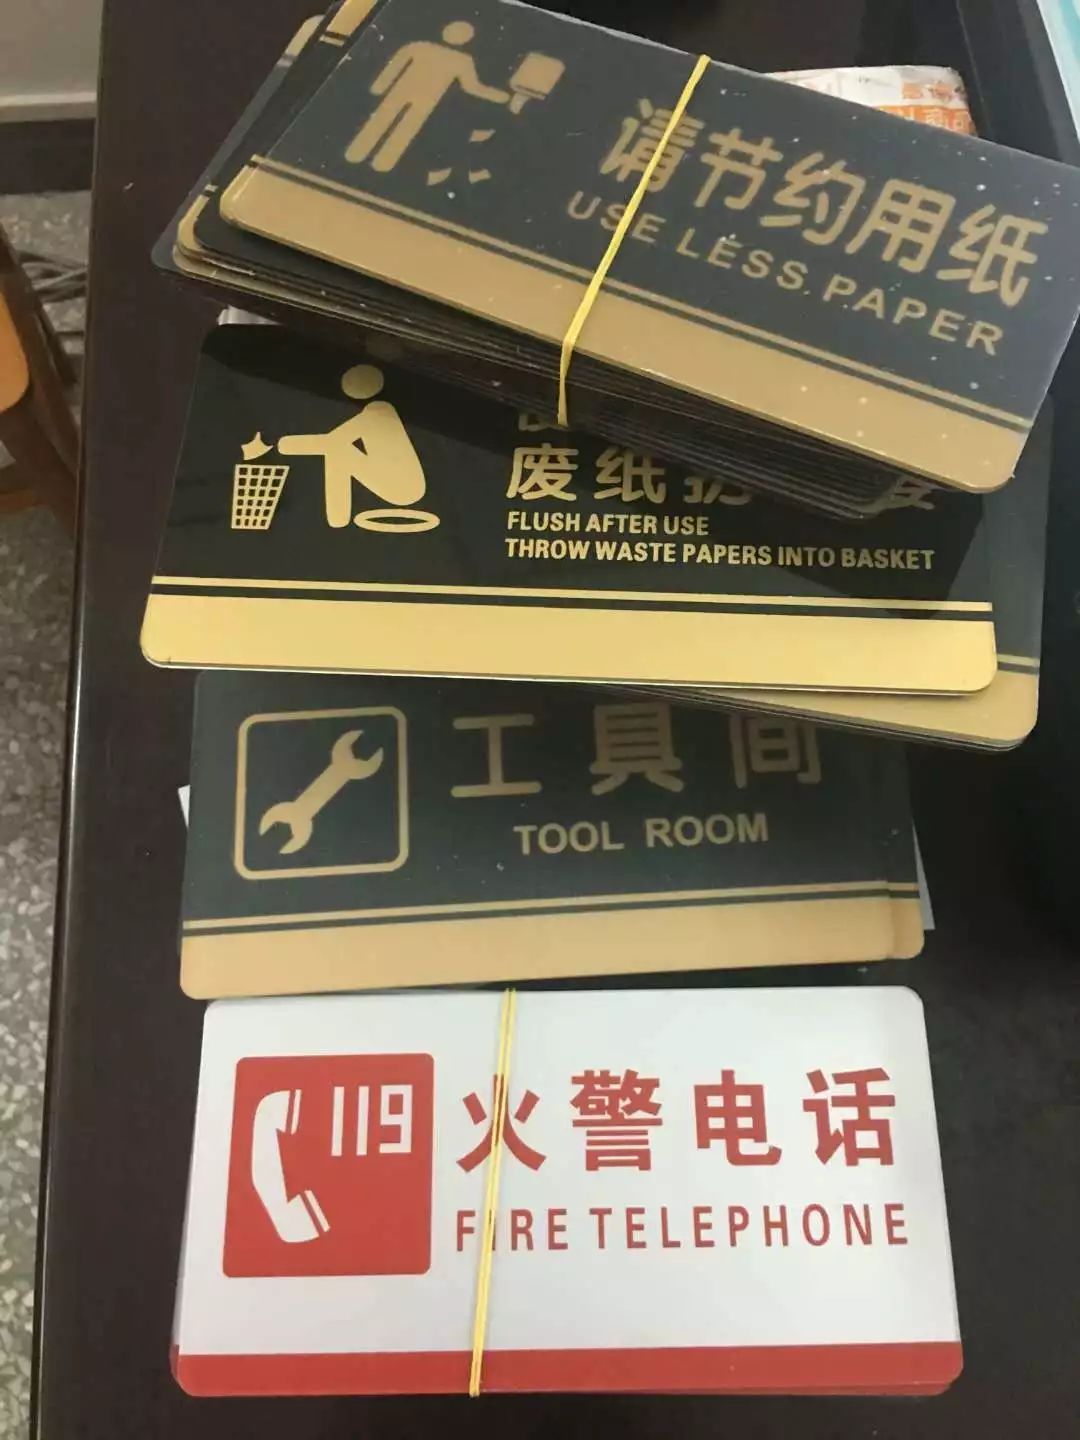 请节约用纸
USE LESS PAPER
废纸扔
FLUSH AFTER USE
THROW WASTE PAPERS INTO BASKET
工具间
TOOL ROOM
119
火警电话
FIRE TELEPHONE